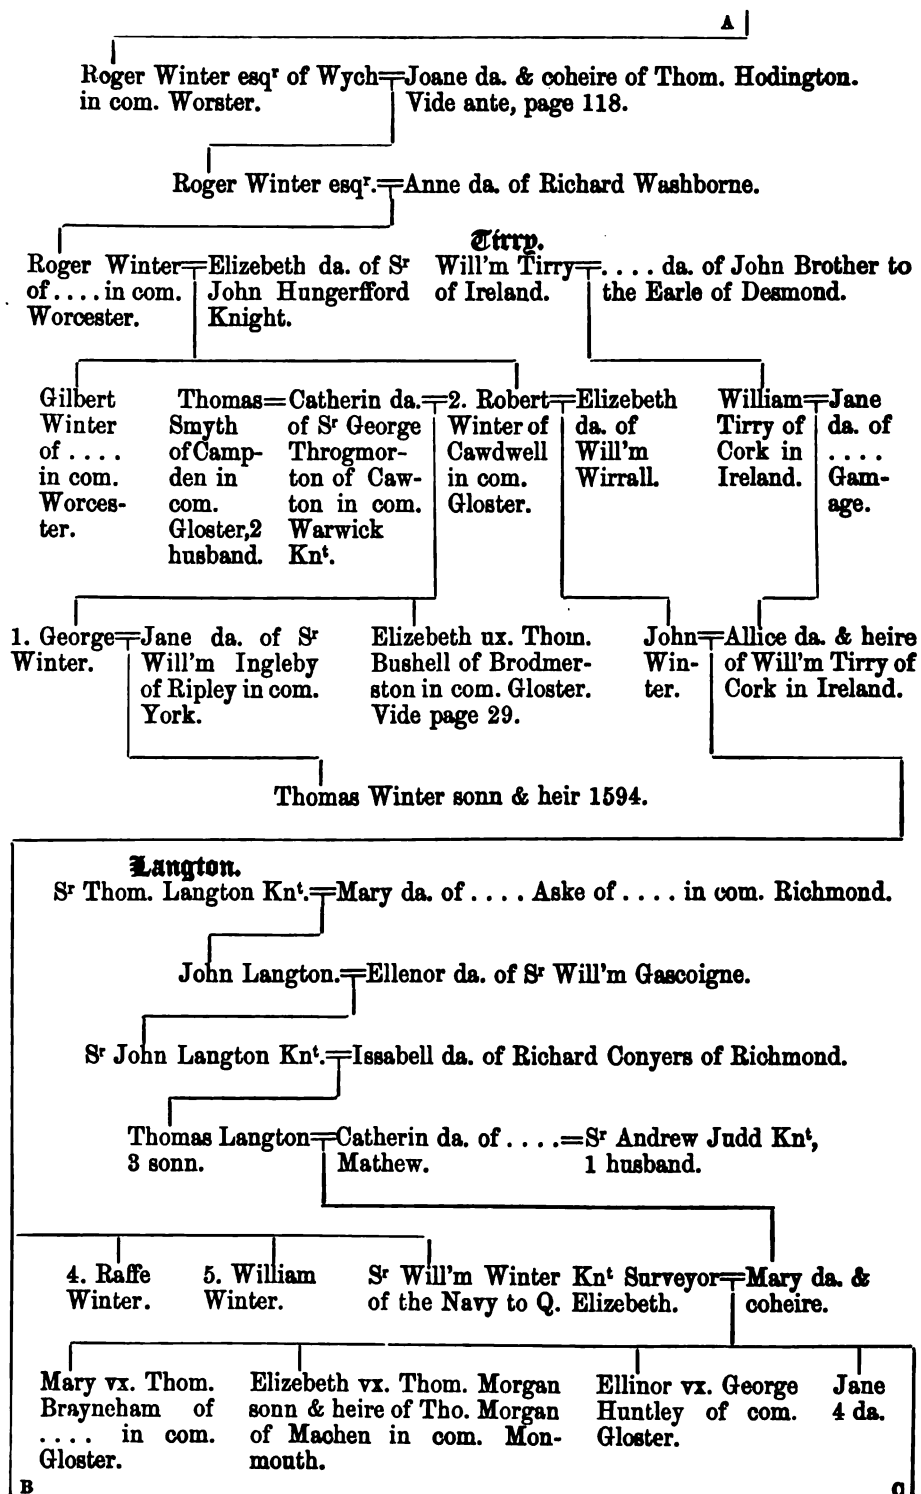 A
Roger Winter esqr of Wych=Joane da. & coheire of Thom. Hodington.
in com. Worster. Vide ante, page 118.
Roger Winter esqr.=Anne da. of Richard Washborne.
Tirry.
Roger Winter=Elizebeth da. of Sr
of .... in com. John Hungerfford
Worcester. Knight.
Will'm Tirry=.... da. of John Brother to
of Ireland. the Earle of Desmond.
Gilbert
Winter
of ....
in com.
Worces-
ter.
Thomas=
Smyth
of Camp-
den in
com.
Gloster, 2
husband.
Catherin da.=
of Sr George
Throgmor-
ton of Caw-
ton in com.
Warwick
Knt.
2. Robert=
Winter of
Cawdwell
in com.
Gloster.
Elizebeth
da. of
Will'm
Wirrall.
William=
Tirry of
Cork in
Ireland.
Jane
da. of
....
Gam-
age.
1. George=
Winter.
Jane da. of Sr
Will'm Ingleby
of Ripley in com.
York.
Elizebeth ux. Thom.
Bushell of Brodmer-
ston in com. Gloster.
Vide page 29.
John=
Win-
ter.
Allice da. & heire
of Will'm Tirry of
Cork in Ireland.
Thomas Winter sonn & heir 1594.
Langton.
Sr Thom. Langton Knt.=Mary da. of .... Aske of .... in com. Richmond.
John Langton.=Ellenor da. of Sr Will'm Gascoigne.
Sr John Langton Knt.=Issabell da. of Richard Conyers of Richmond.
Thomas Langton=Catherin da. of ....=Sr Andrew Judd Knt,
3 sonn. Mathew. 1 husband.
4. Raffe
Winter.
5. William
Winter.
Sr Will'm Winter Knt Surveyor=
of the Navy to Q. Elizebeth.
Mary da. &
coheire.
Mary vx. Thom.
Brayneham of
.... in com.
Gloster.
Elizebeth vx. Thom. Morgan
sonn & heire of Tho. Morgan
of Machen in com. Mon-
mouth.
Ellinor vx. George
Huntley of com.
Gloster.
Jane
4 da.
B
C